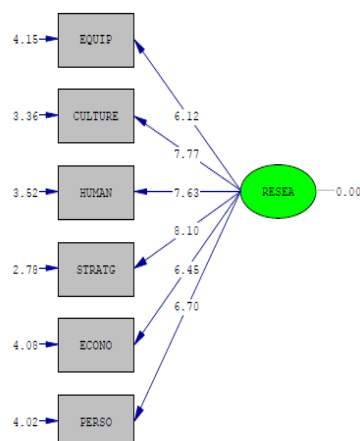 4.15 EQUIP
6.12
3.36 CULTURE
7.77
3.52 HUMAN 7.63 RESEA 0.00
8.10
2.78 STRATG
6.45
6.70
4.08 ECONO
4.02 PERSO